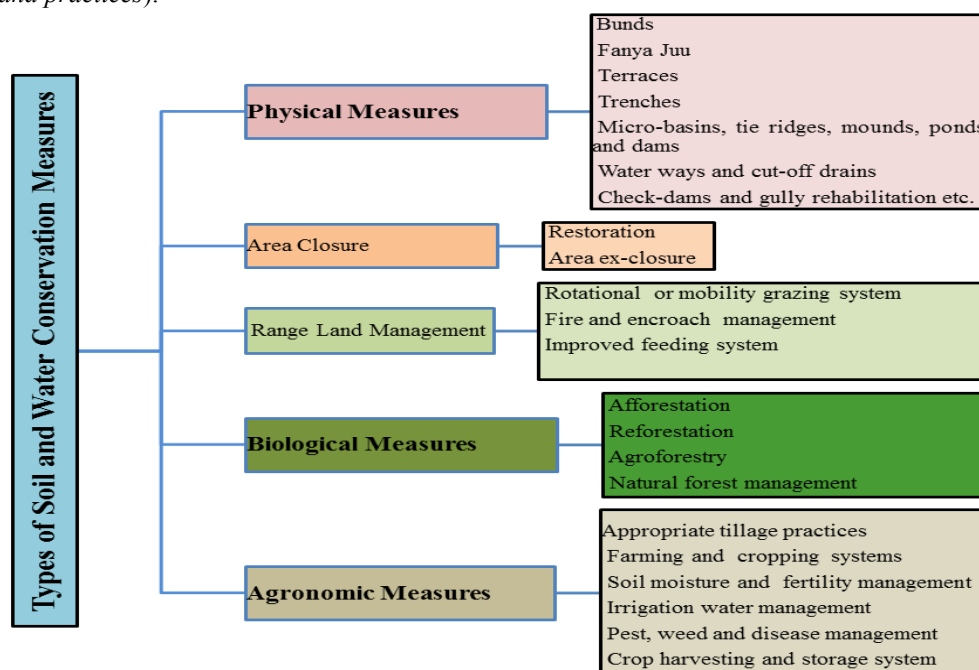 and practices).
Types of Soil and Water Conservation Measures
Physical Measures
Bunds
Fanya Juu
Terraces
Trenches
Micro-basins, tie ridges, mounds, ponds
and dams
Water ways and cut-off drains
Check-dams and gully rehabilitation etc.
Area Closure
Restoration
Area ex-closure
Range Land Management
Rotational or mobility grazing system
Fire and encroach management
Improved feeding system
Biological Measures
Afforestation
Reforestation
Agroforestry
Natural forest management
Agronomic Measures
Appropriate tillage practices
Farming and cropping systems
Soil moisture and fertility management
Irrigation water management
Pest, weed and disease management
Crop harvesting and storage system